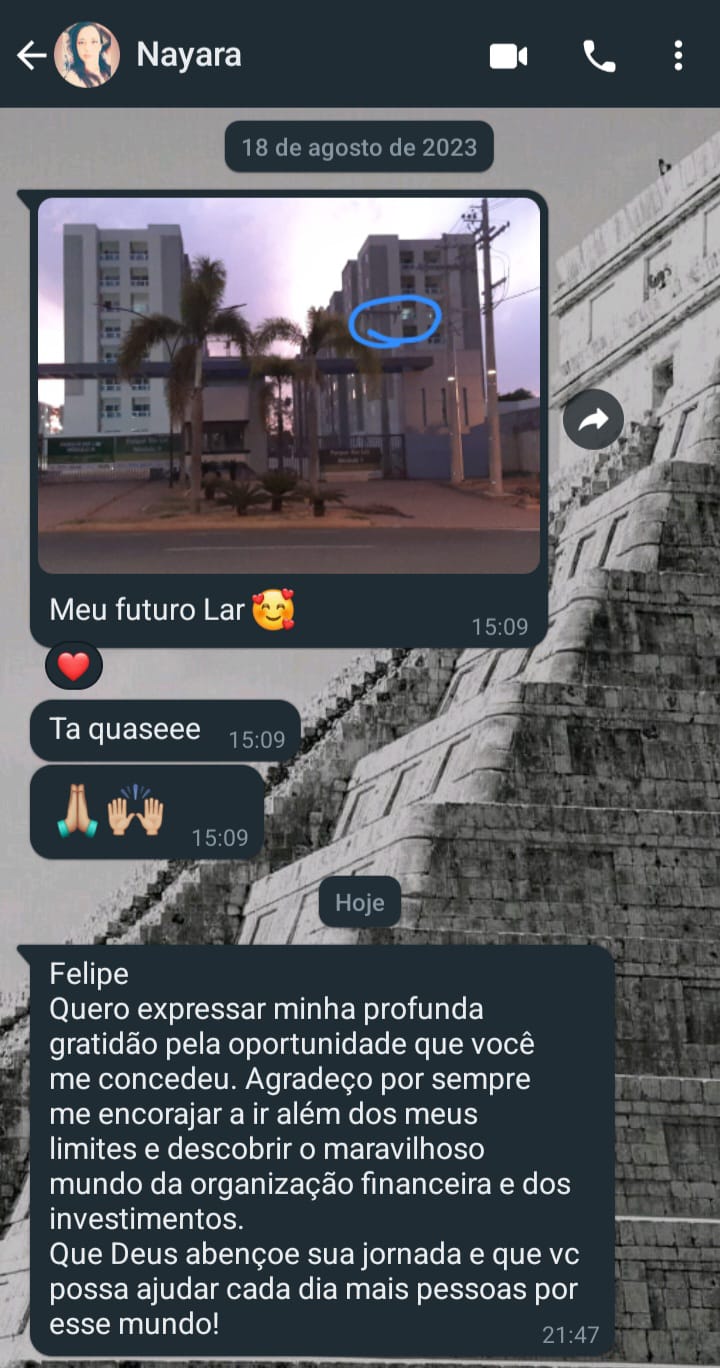 Nayara
18 de agosto de 2023
Meu futuro Lar 🥰
15:09
❤️
Ta quaseee
15:09
🙏🏼🙌🏼
15:09
Hoje
Felipe
Quero expressar minha profunda
gratidão pela oportunidade que você
me concedeu. Agradeço por sempre
me encorajar a ir além dos meus
limites e descobrir o maravilhoso
mundo da organização financeira e dos
investimentos.
Que Deus abençoe sua jornada e que vc
possa ajudar cada dia mais pessoas por
esse mundo!
21:47